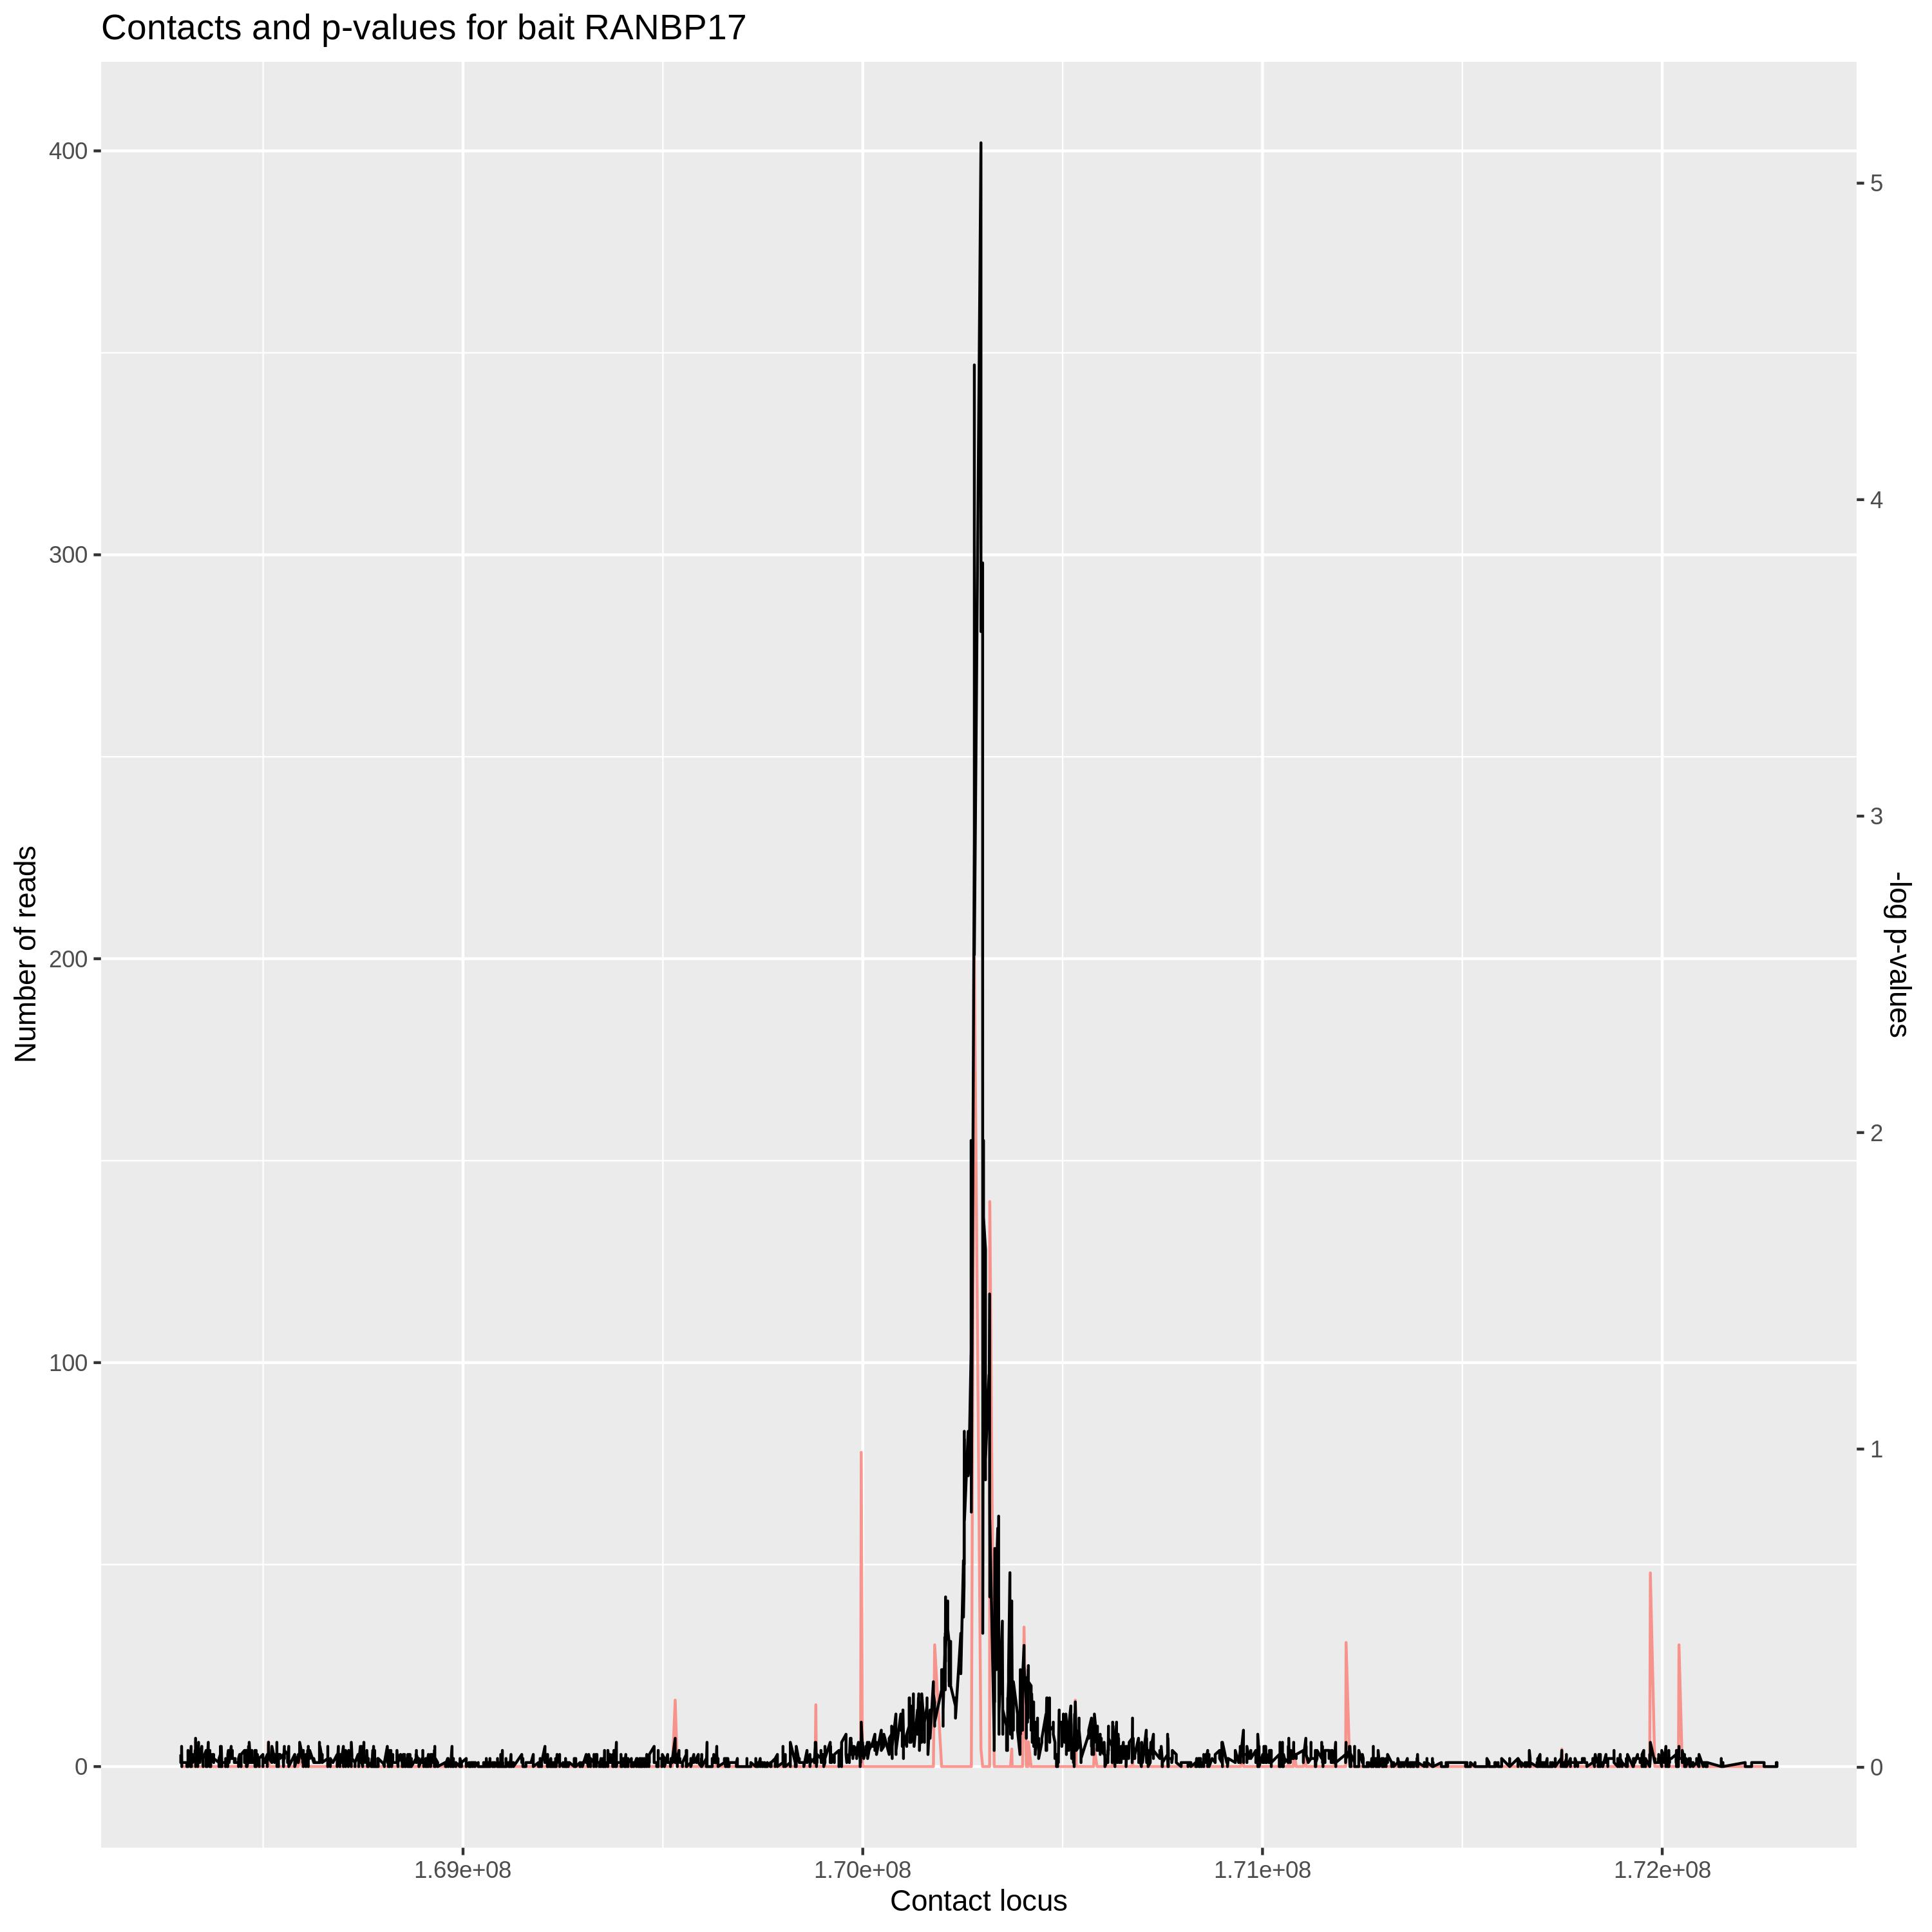 Contacts and p-values for bait RANBP17
400
300
200
100
0
Number of reads
5
4
3
2
1
0
-log p-values
1.69e+08
1.70e+08
1.71e+08
1.72e+08
Contact locus